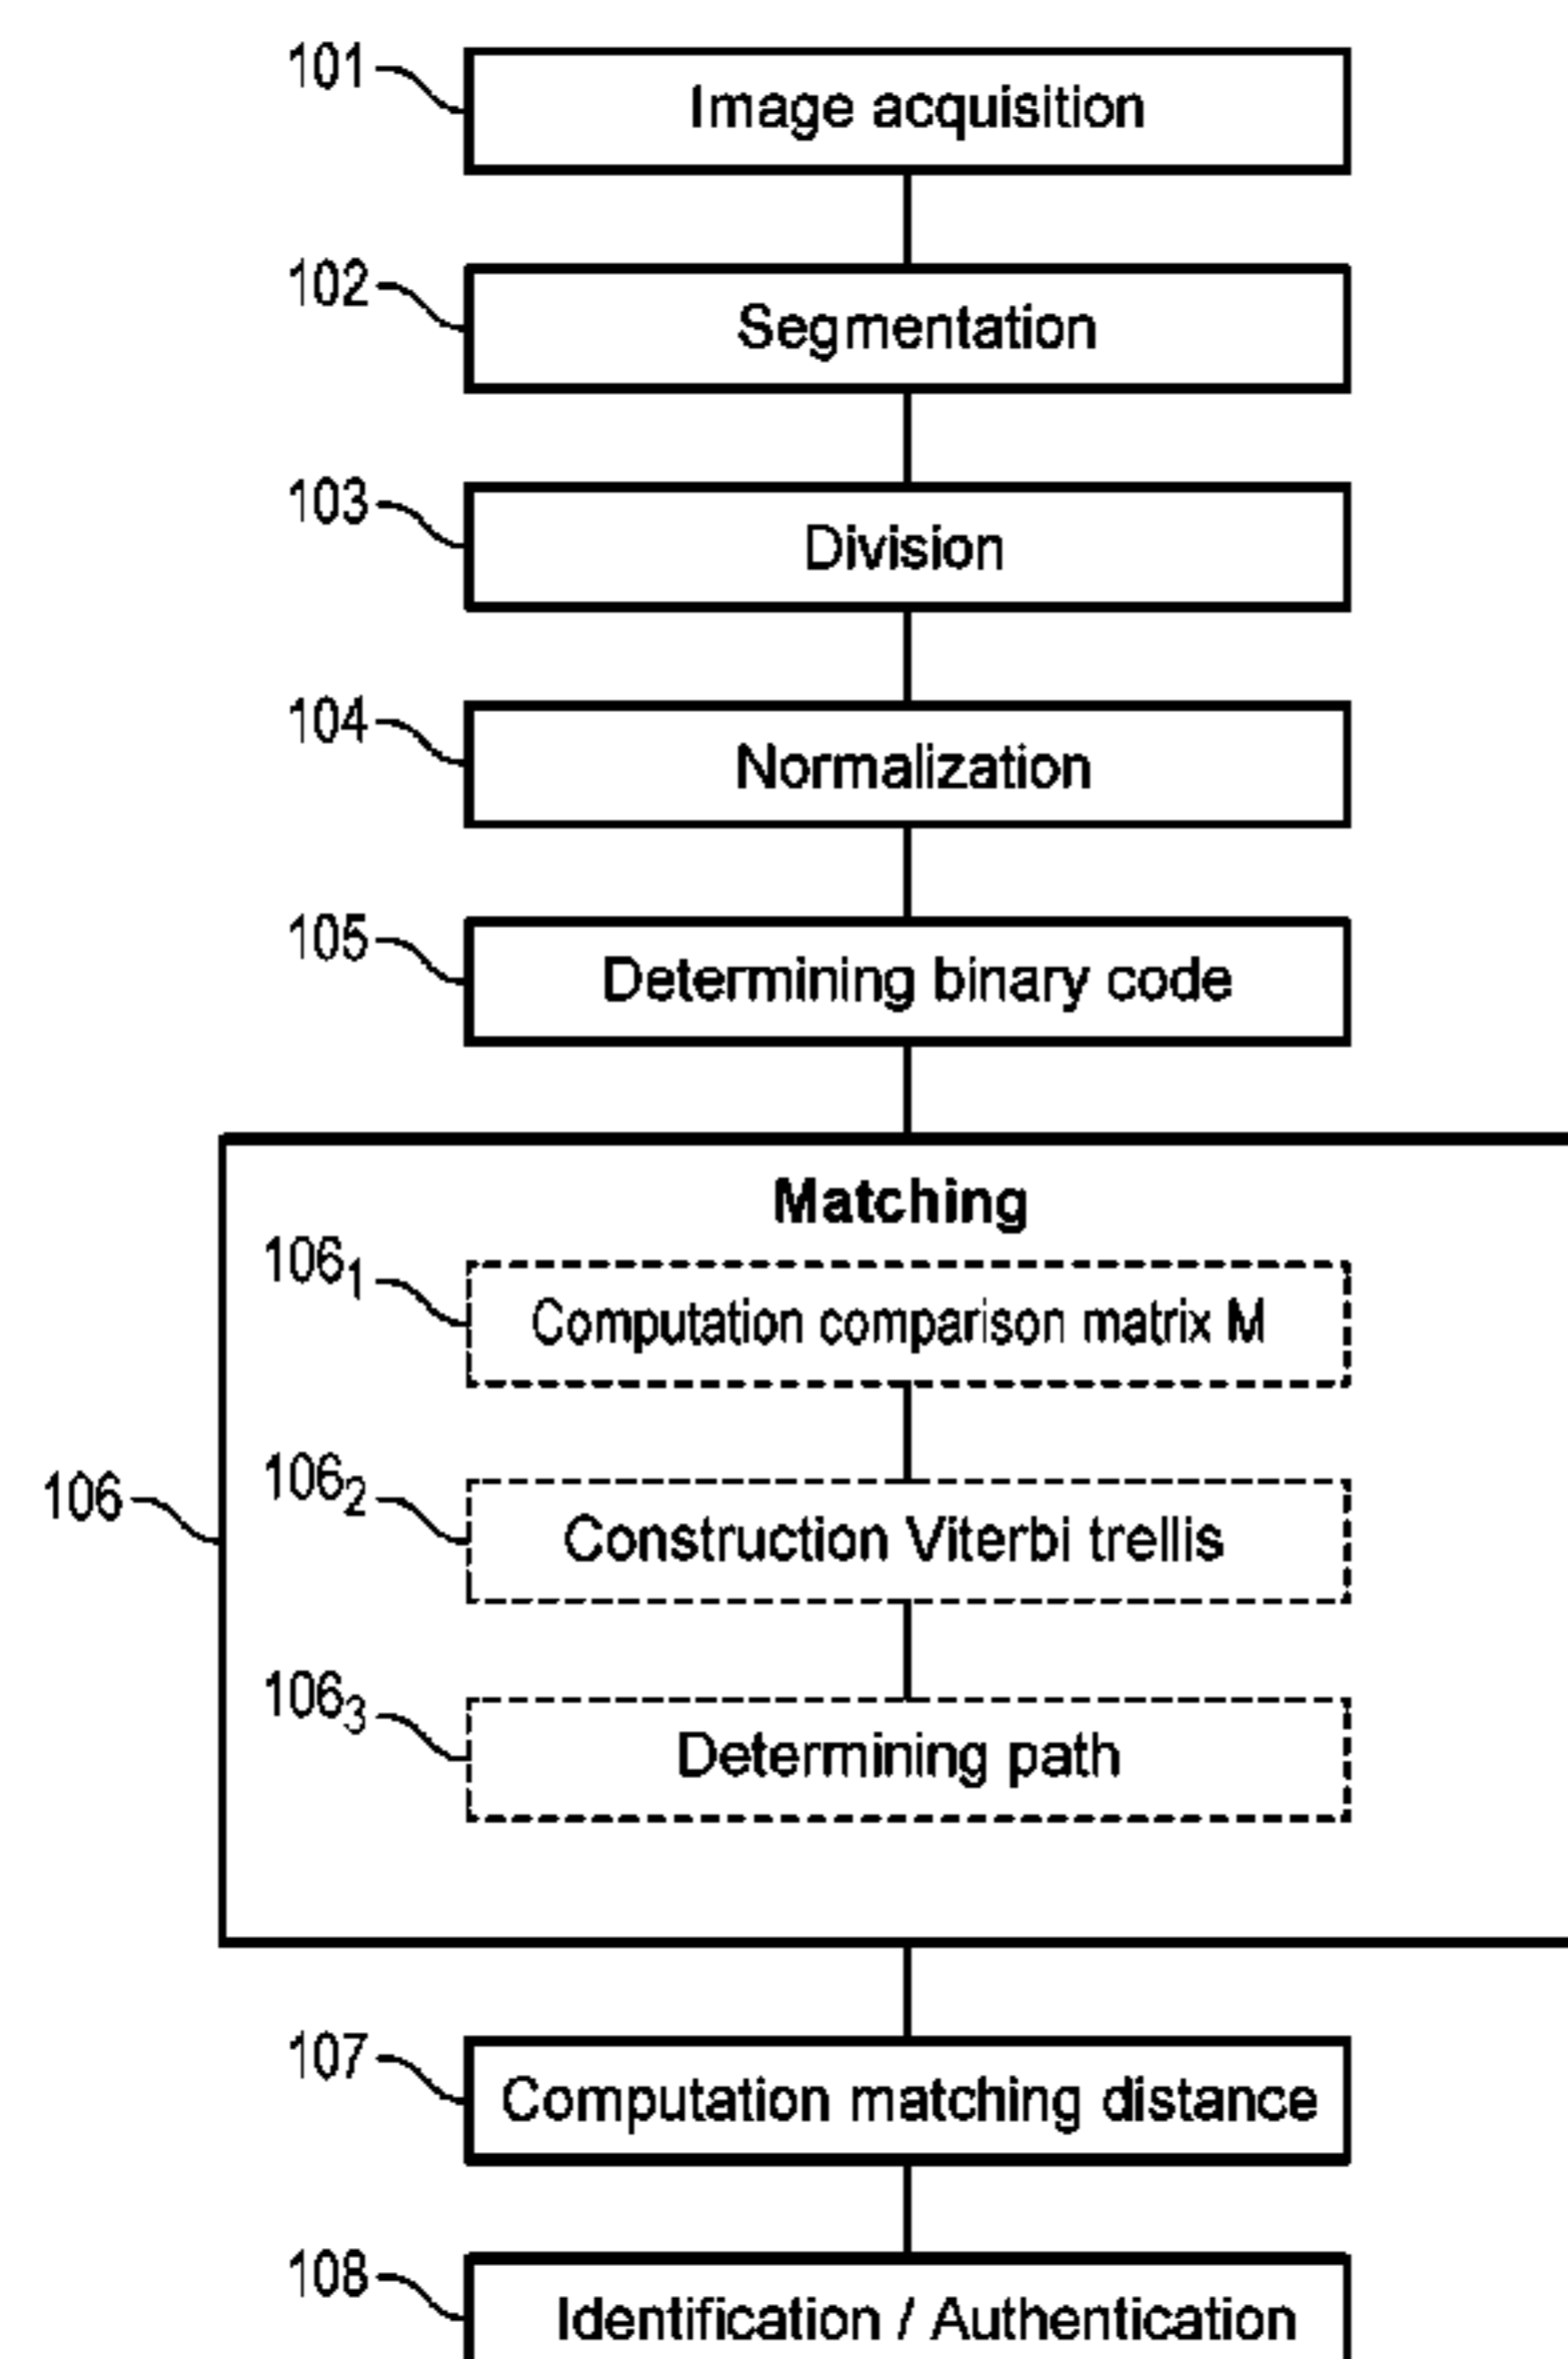 101
Image acquisition
102
Segmentation
103
Division
104
Normalization
105
Determining binary code
Matching
106₁
Computation comparison matrix M
106
106₂
Construction Viterbi trellis
106₃
Determining path
107
Computation matching distance
108
Identification / Authentication